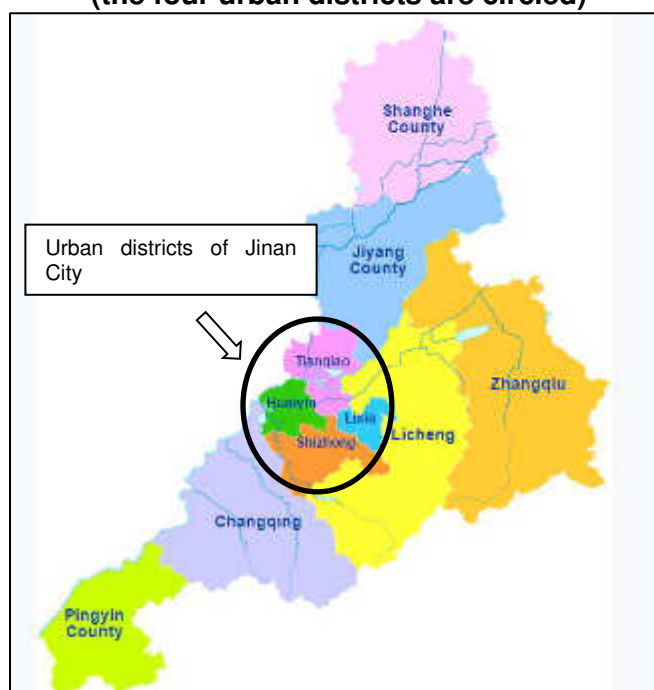 (the four urban districts are circled)
Shanghe
County
Urban districts of Jinan
City
Jiyang
County
Tianqiao
Zhangqiu
Huaiyin
Lixia
Licheng
Shizhong
Changqing
Pingyin
County